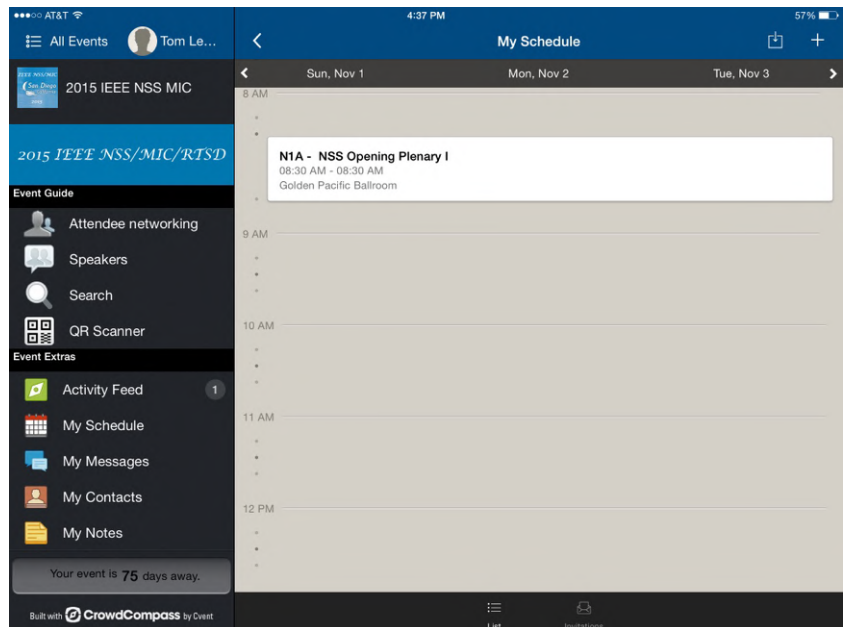 ●●●○○ AT&T
4:37 PM
57%
All Events
Tom Le...
My Schedule
2015 IEEE NSS MIC
Sun, Nov 1
Mon, Nov 2
Tue, Nov 3
2015 IEEE NSS/MIC/RTSD
Event Guide
Attendee networking
Speakers
Search
QR Scanner
Event Extras
Activity Feed
1
My Schedule
My Messages
My Contacts
My Notes
Your event is 75 days away.
Built with CrowdCompass by Cvent
8 AM
N1A - NSS Opening Plenary I
08:30 AM - 08:30 AM
Golden Pacific Ballroom
9 AM
10 AM
11 AM
12 PM
List
Invitations